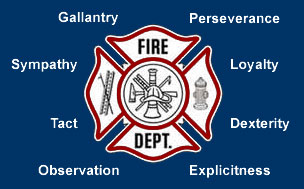 Gallantry Perseverance
FIRE
Sympathy Loyalty
Tact Dexterity
DEPT.
Observation Explicitness